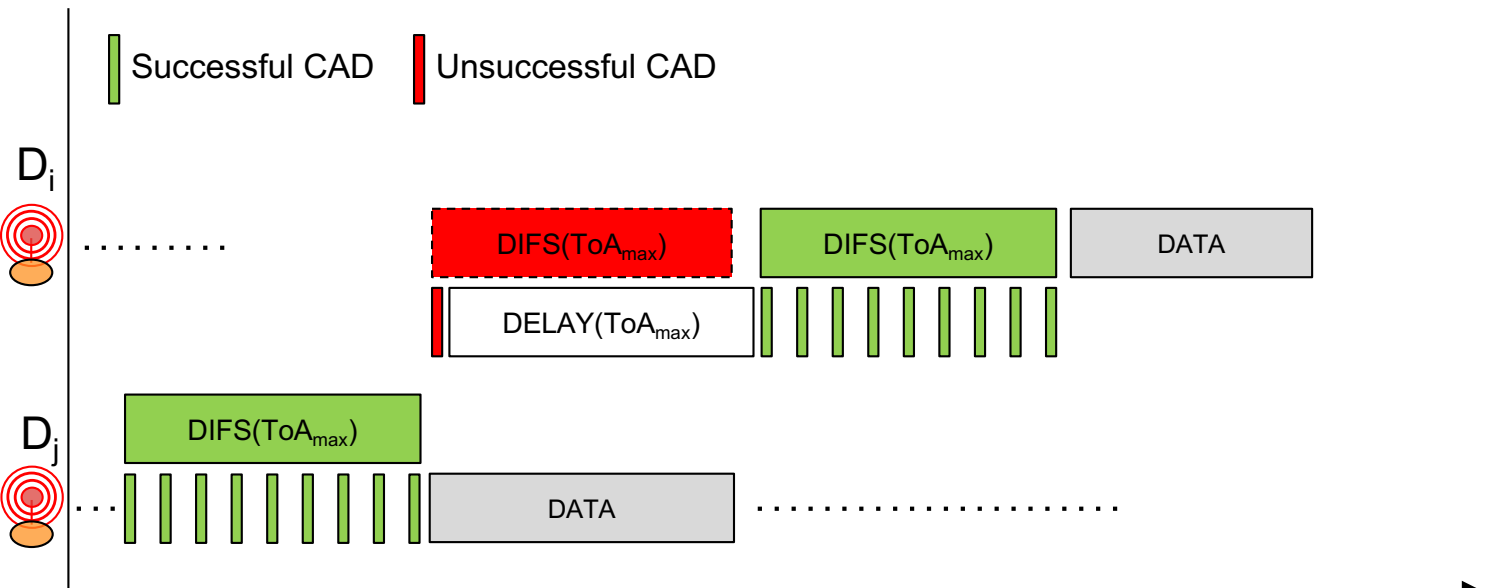 Successful CAD
Unsuccessful CAD
Di
DIFS(ToAmax)
DIFS(ToAmax)
DATA
DELAY(ToAmax)
Dj
DIFS(ToAmax)
DATA